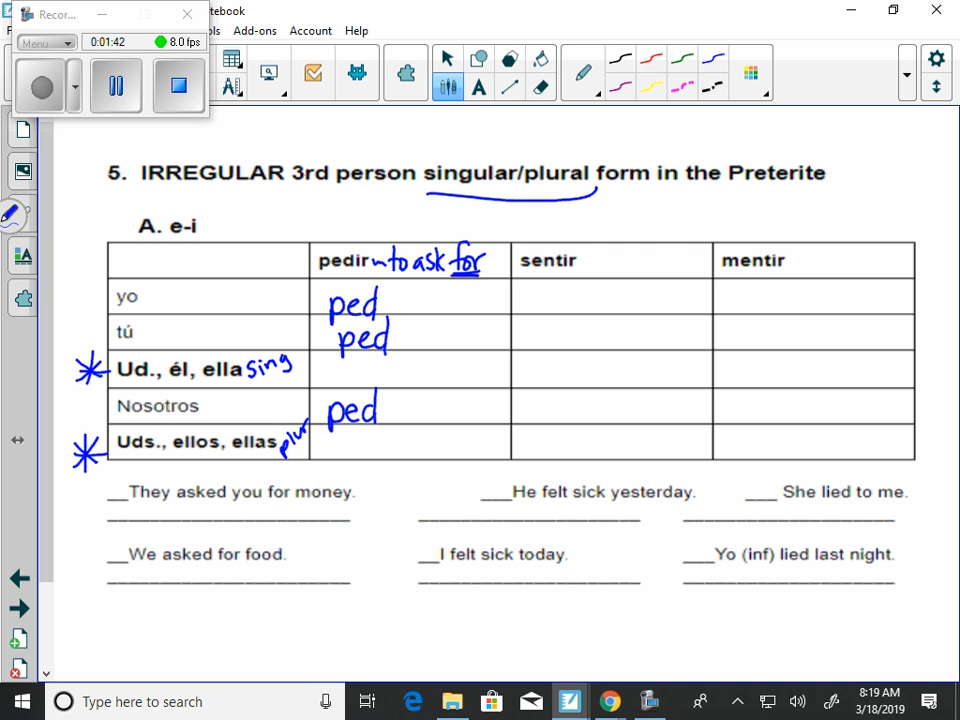 Recor...
otebook
Menu
0:01:42
8.0 fps
ols Add-ons Account Help
5. IRREGULAR 3rd person singular/plural form in the Preterite
A. e-i
pedir to ask for sentir mentir
yo ped
tú ped
Ud., él, ella sing
Nosotros ped
Uds., ellos, ellas plur
__They asked you for money. ___He felt sick yesterday. ___ She lied to me.
__We asked for food. __I felt sick today. ___Yo (inf) lied last night.
Type here to search
8:19 AM
3/18/2019